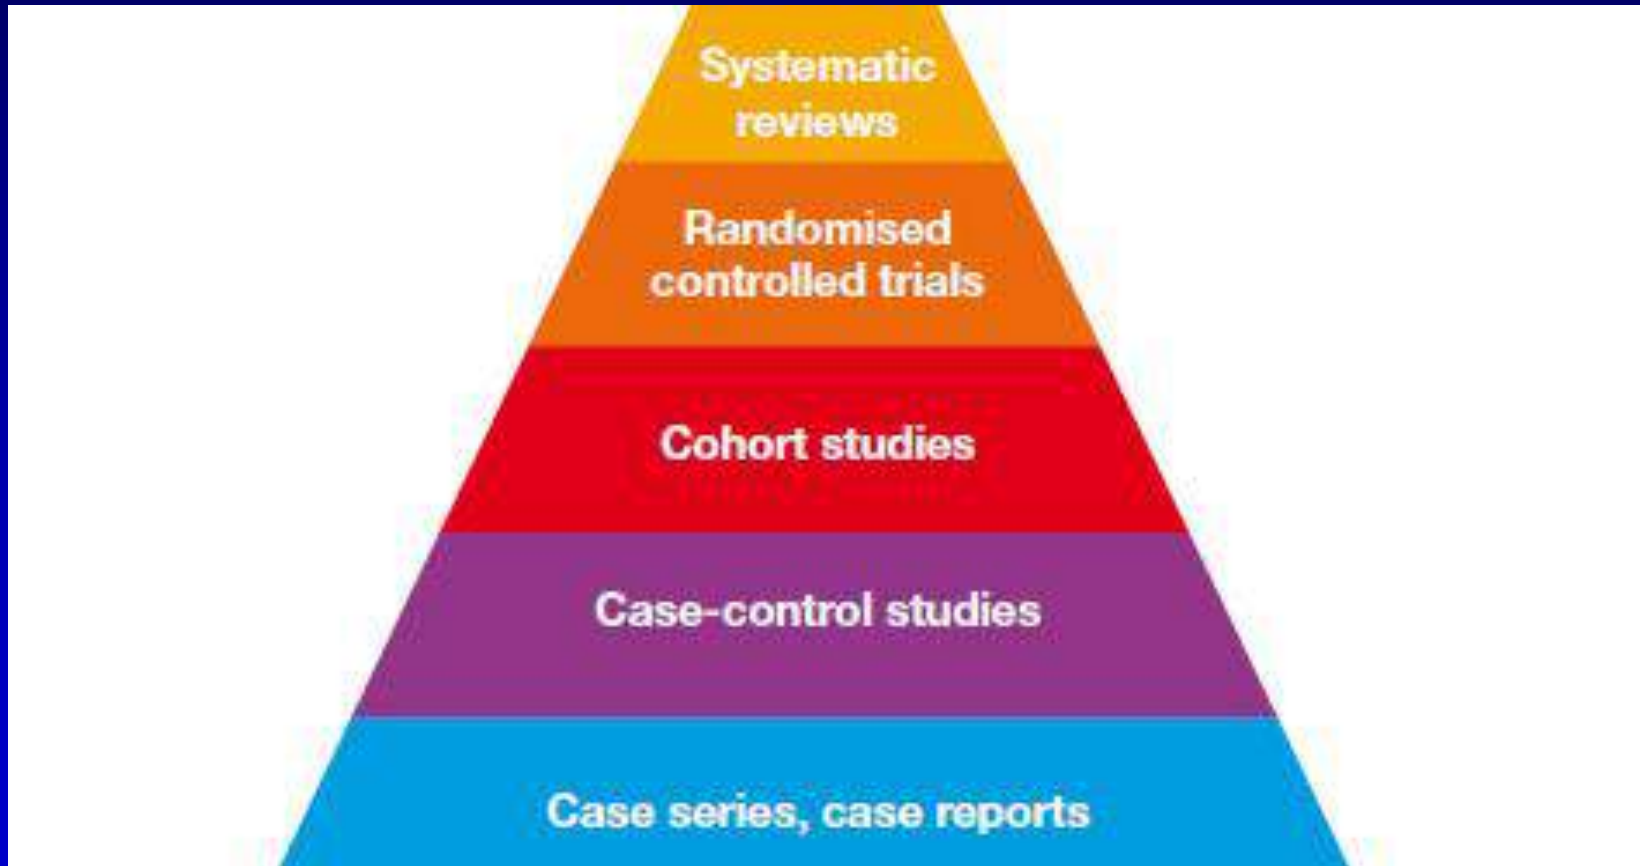 Systematic
reviews
Randomised
controlled trials
Cohort studies
Case-control studies
Case series, case reports